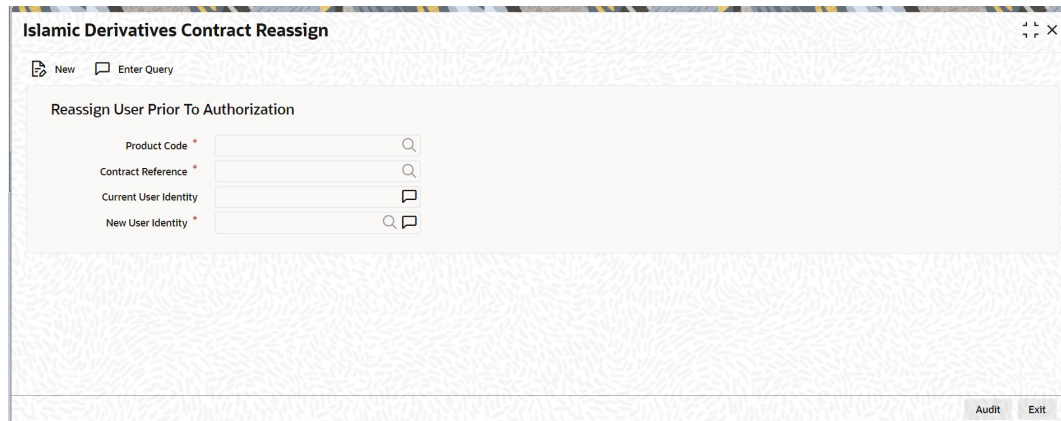 Islamic Derivatives Contract Reassign
New Enter Query
Reassign User Prior To Authorization
Product Code *
Contract Reference *
Current User Identity
New User Identity *
Audit Exit